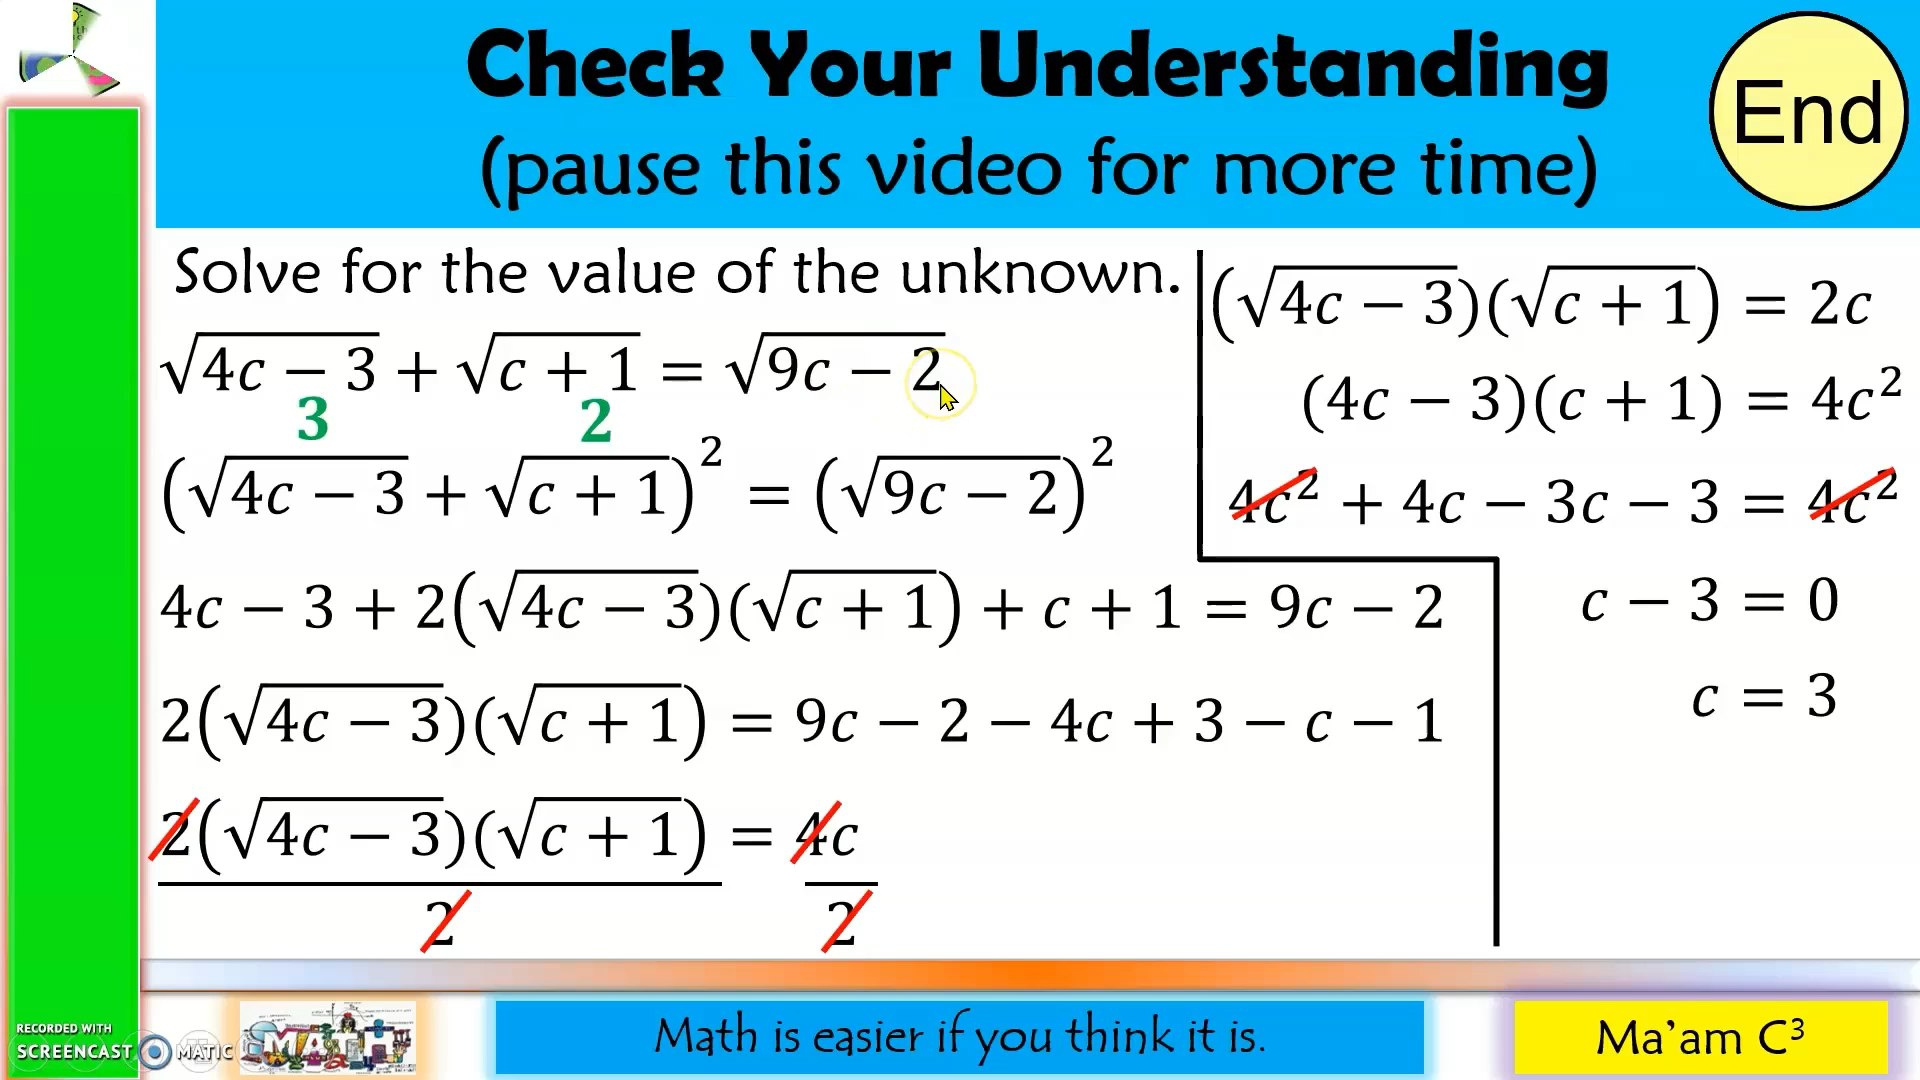 Check Your Understanding
(pause this video for more time)
End
Solve for the value of the unknown.
√4c − 3 + √c + 1 = √9c − 2
3 2
(√4c − 3 + √c + 1)² = (√9c − 2)²
4c − 3 + 2(√4c − 3)(√c + 1) + c + 1 = 9c − 2
2(√4c − 3)(√c + 1) = 9c − 2 − 4c + 3 − c − 1
2(√4c − 3)(√c + 1) = 4c
2 2
(√4c − 3)(√c + 1) = 2c
(4c − 3)(c + 1) = 4c²
4c² + 4c − 3c − 3 = 4c²
c − 3 = 0
c = 3
RECORDED WITH
SCREENCAST MATIC
MATH
Math is easier if you think it is.
Ma’am C³